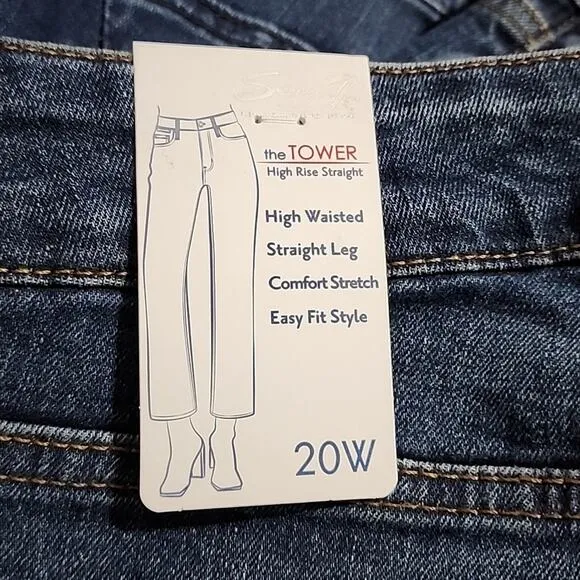 the TOWER
High Rise Straight
High Waisted
Straight Leg
Comfort Stretch
Easy Fit Style
20W